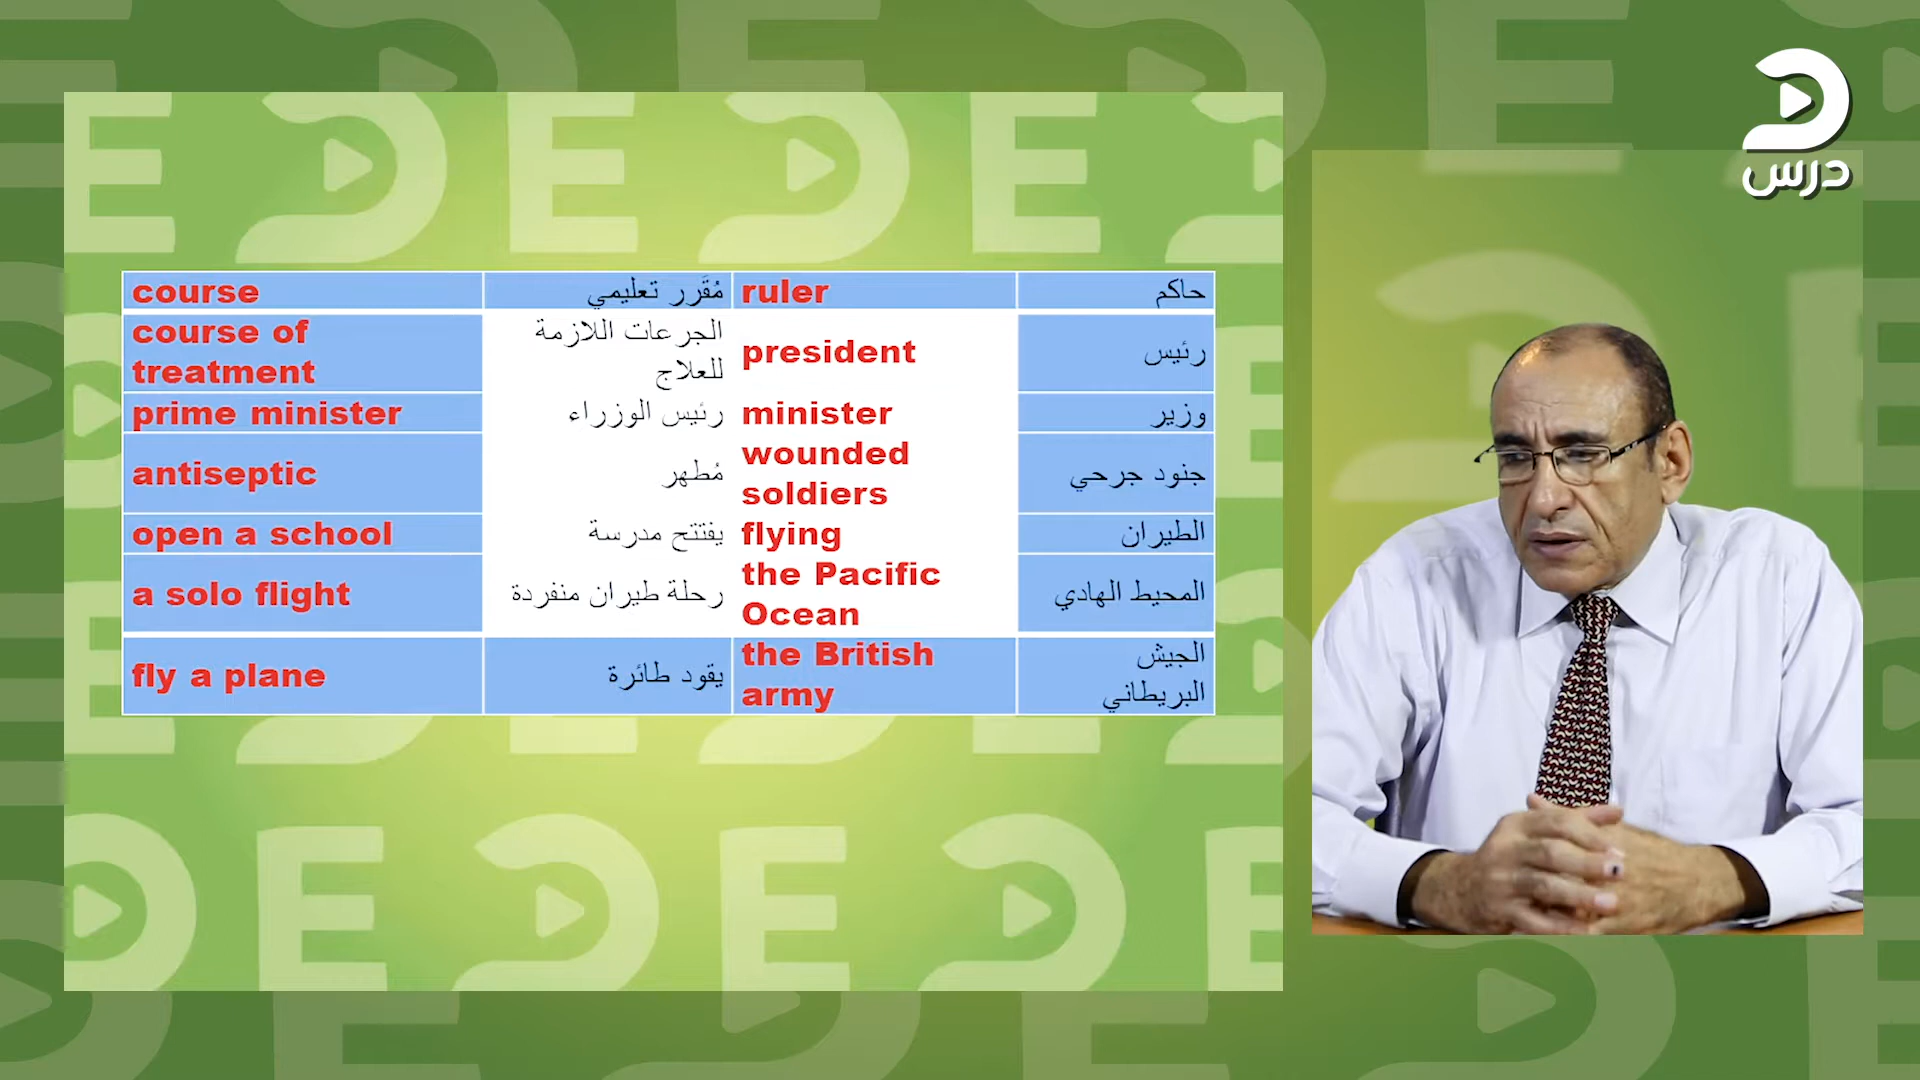 درس
course مُقَرر تعليمي ruler حاكم
course of treatment الجرعات اللازمة للعلاج president رئيس
prime minister رئيس الوزراء minister وزير
antiseptic مُطهر wounded soldiers جنود جرحي
open a school يفتتح مدرسة flying الطيران
a solo flight رحلة طيران منفردة the Pacific Ocean المحيط الهادي
fly a plane يقود طائرة the British army الجيش البريطاني